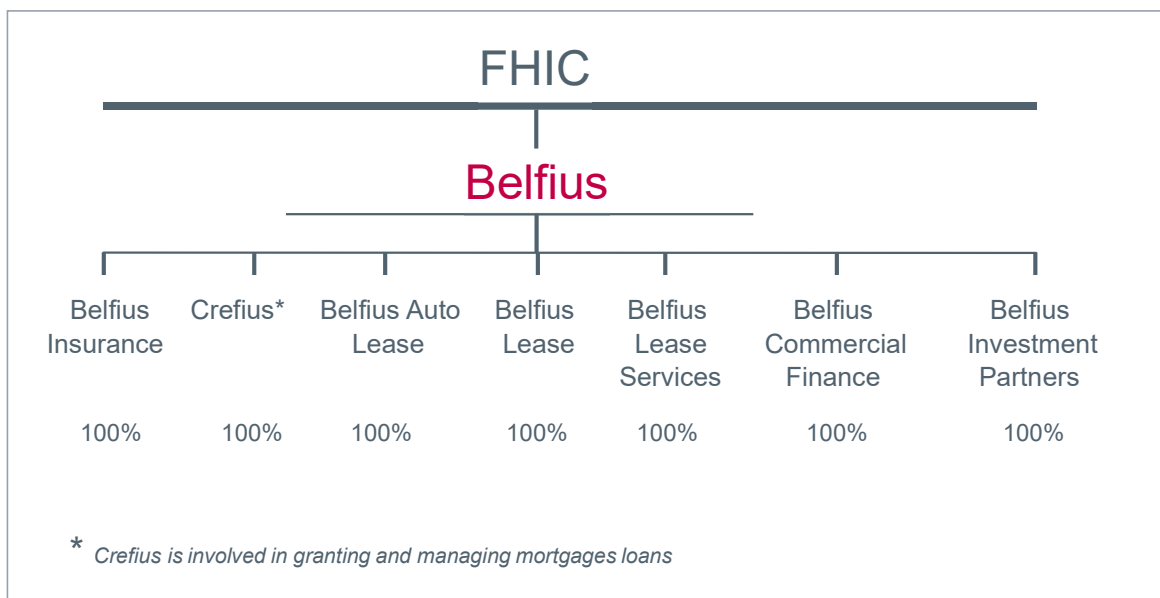 FHIC
Belfius
Belfius Insurance
Crefius*
Belfius Auto Lease
Belfius Lease
Belfius Lease Services
Belfius Commercial Finance
Belfius Investment Partners
100% 100% 100% 100% 100% 100% 100%
* Crefius is involved in granting and managing mortgages loans